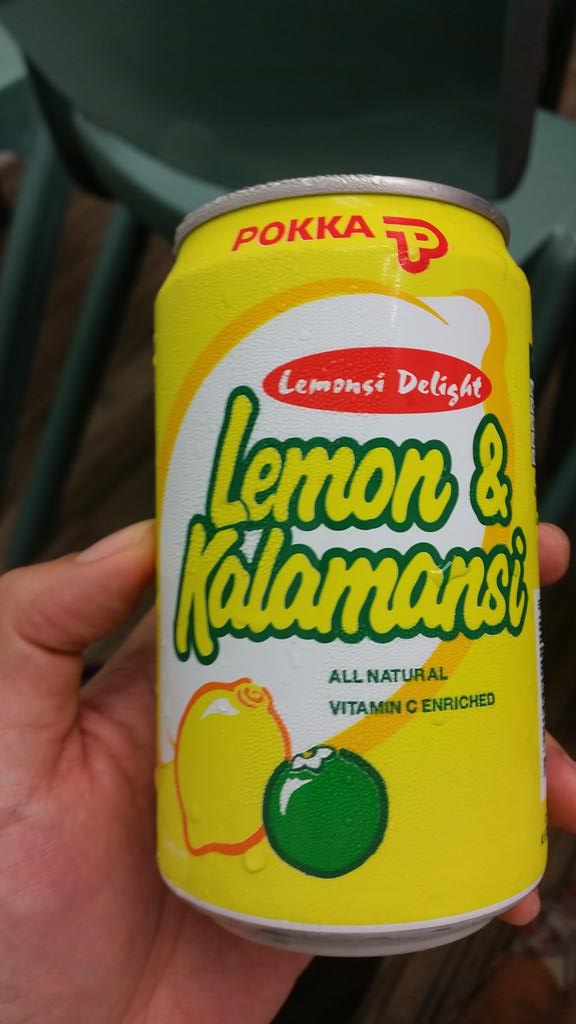 POKKA
Lemonsi Delight
Lemon &
Kalamansi
ALL NATURAL
VITAMIN C ENRICHED